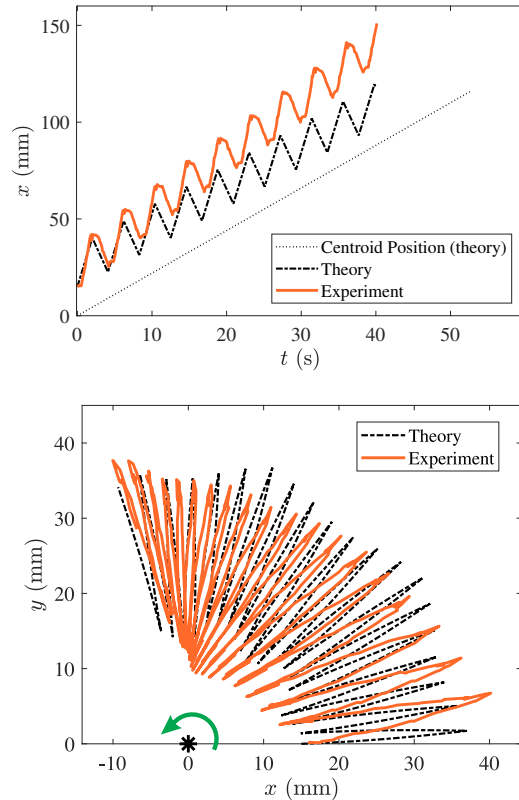 150
100
50
0
x (mm)
0 10 20 30 40 50
t (s)
Centroid Position (theory)
Theory
Experiment
40
30
20
10
0
y (mm)
-10 0 10 20 30 40
x (mm)
Theory
Experiment